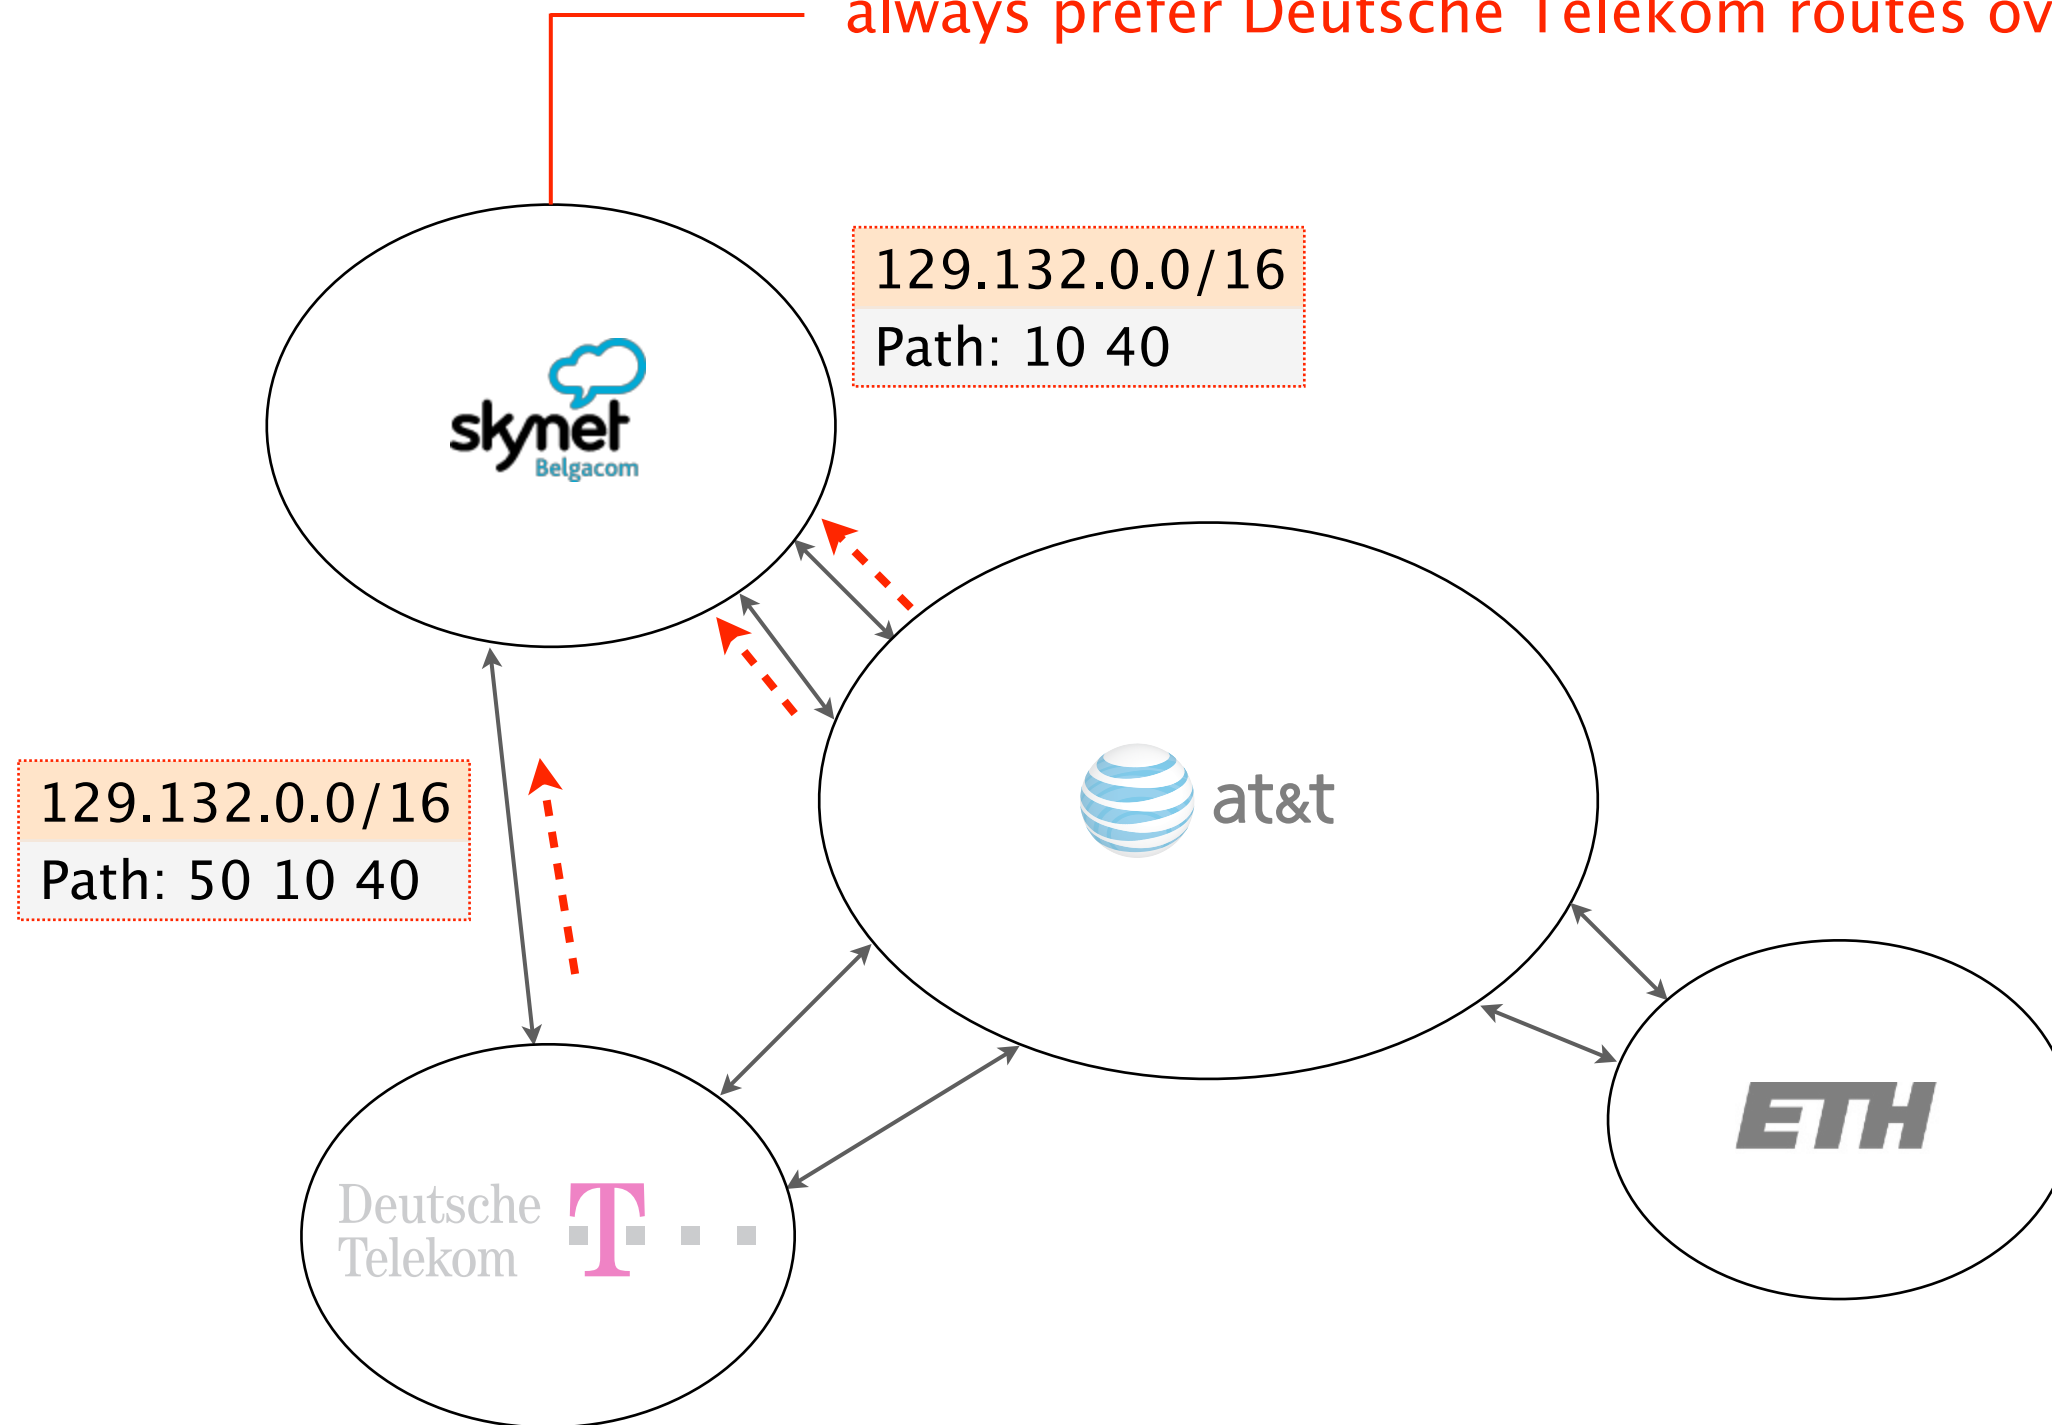 always prefer Deutsche Telekom routes
129.132.0.0/16
Path: 10 40
skynet
Belgacom
at&t
129.132.0.0/16
Path: 50 10 40
ETH
Deutsche
Telekom
T